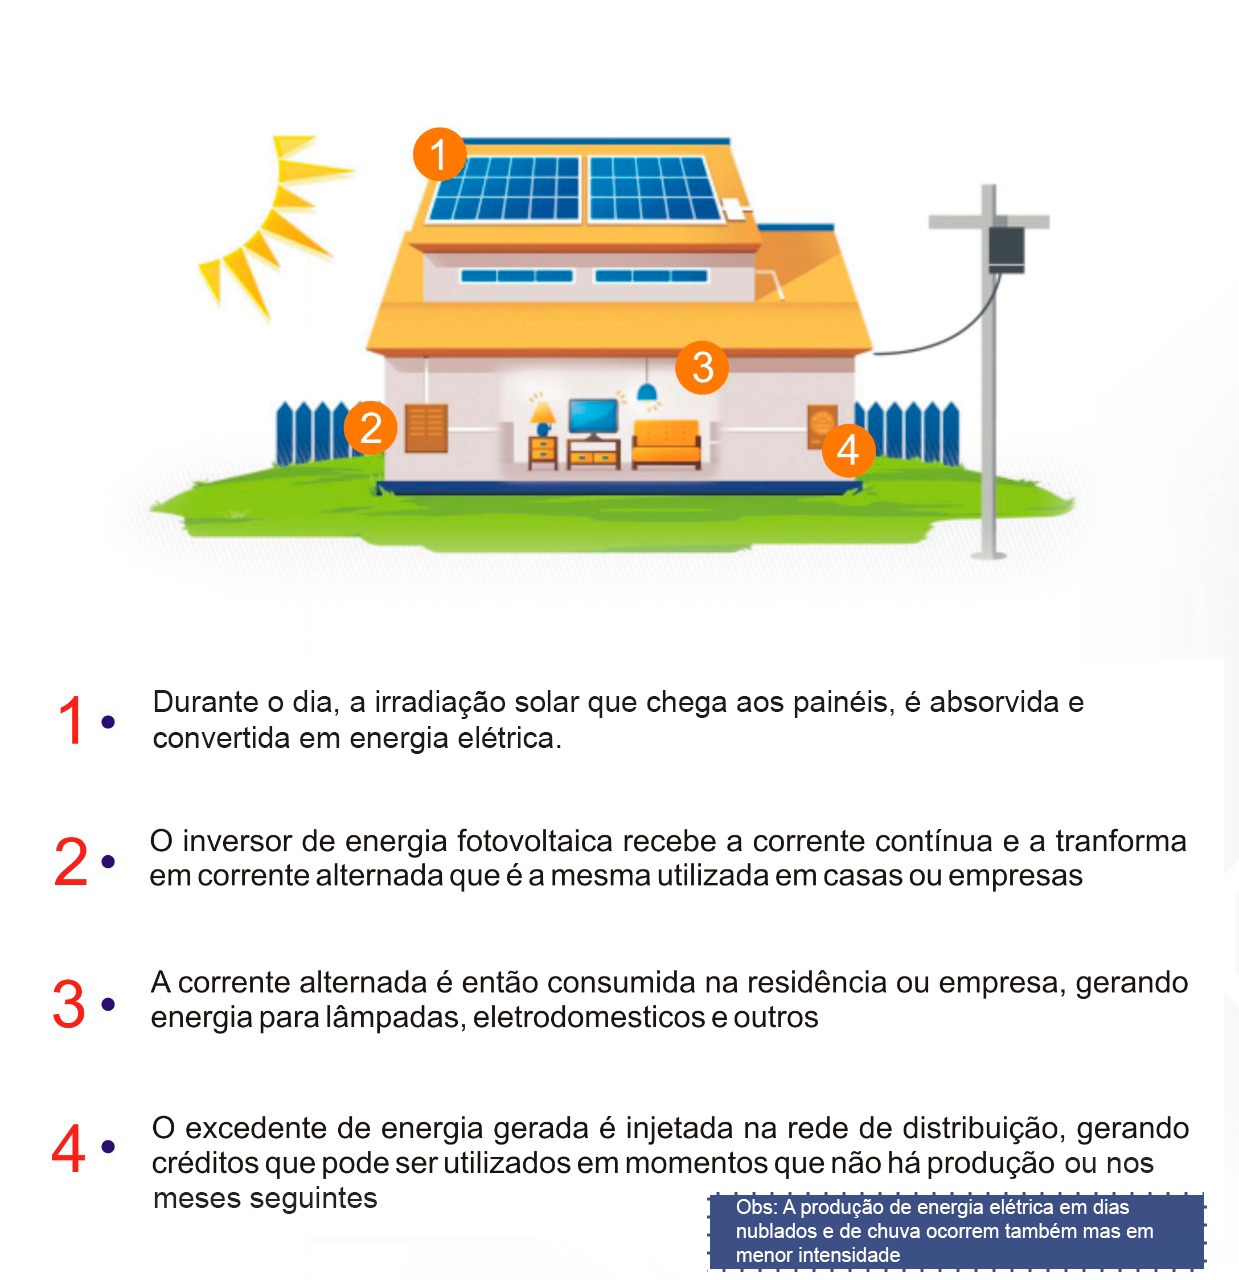 1
2
3
4
1 • Durante o dia, a irradiação solar que chega aos painéis, é absorvida e
convertida em energia elétrica.
2 • O inversor de energia fotovoltaica recebe a corrente contínua e a tranforma
em corrente alternada que é a mesma utilizada em casas ou empresas
3 • A corrente alternada é então consumida na residência ou empresa, gerando
energia para lâmpadas, eletrodomesticos e outros
4 • O excedente de energia gerada é injetada na rede de distribuição, gerando
créditos que pode ser utilizados em momentos que não há produção ou nos
meses seguintes
Obs: A produção de energia elétrica em dias
nublados e de chuva ocorrem também mas em
menor intensidade